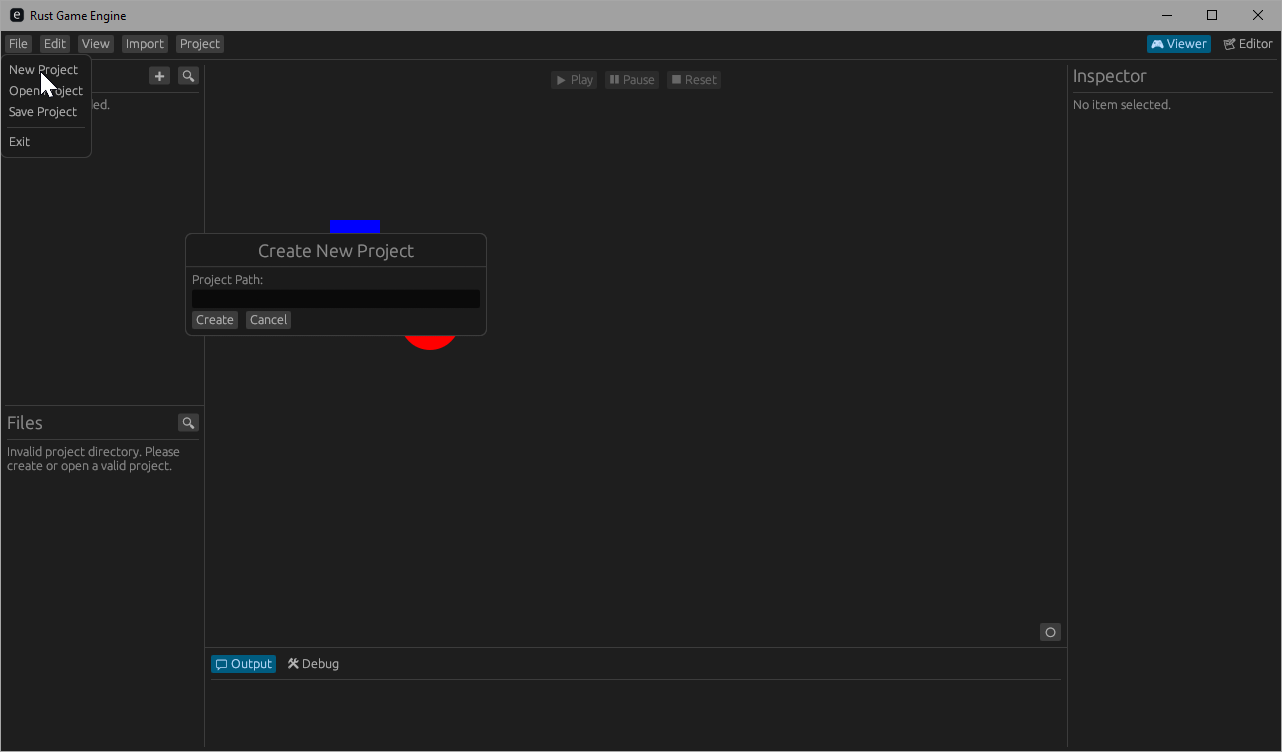 e Rust Game Engine
File Edit View Import Project Viewer Editor
New Project
Open Project
Save Project
Exit
ed.
Play Pause Reset
Inspector
No item selected.
Create New Project
Project Path:
Create Cancel
Files
Invalid project directory. Please
create or open a valid project.
Output Debug